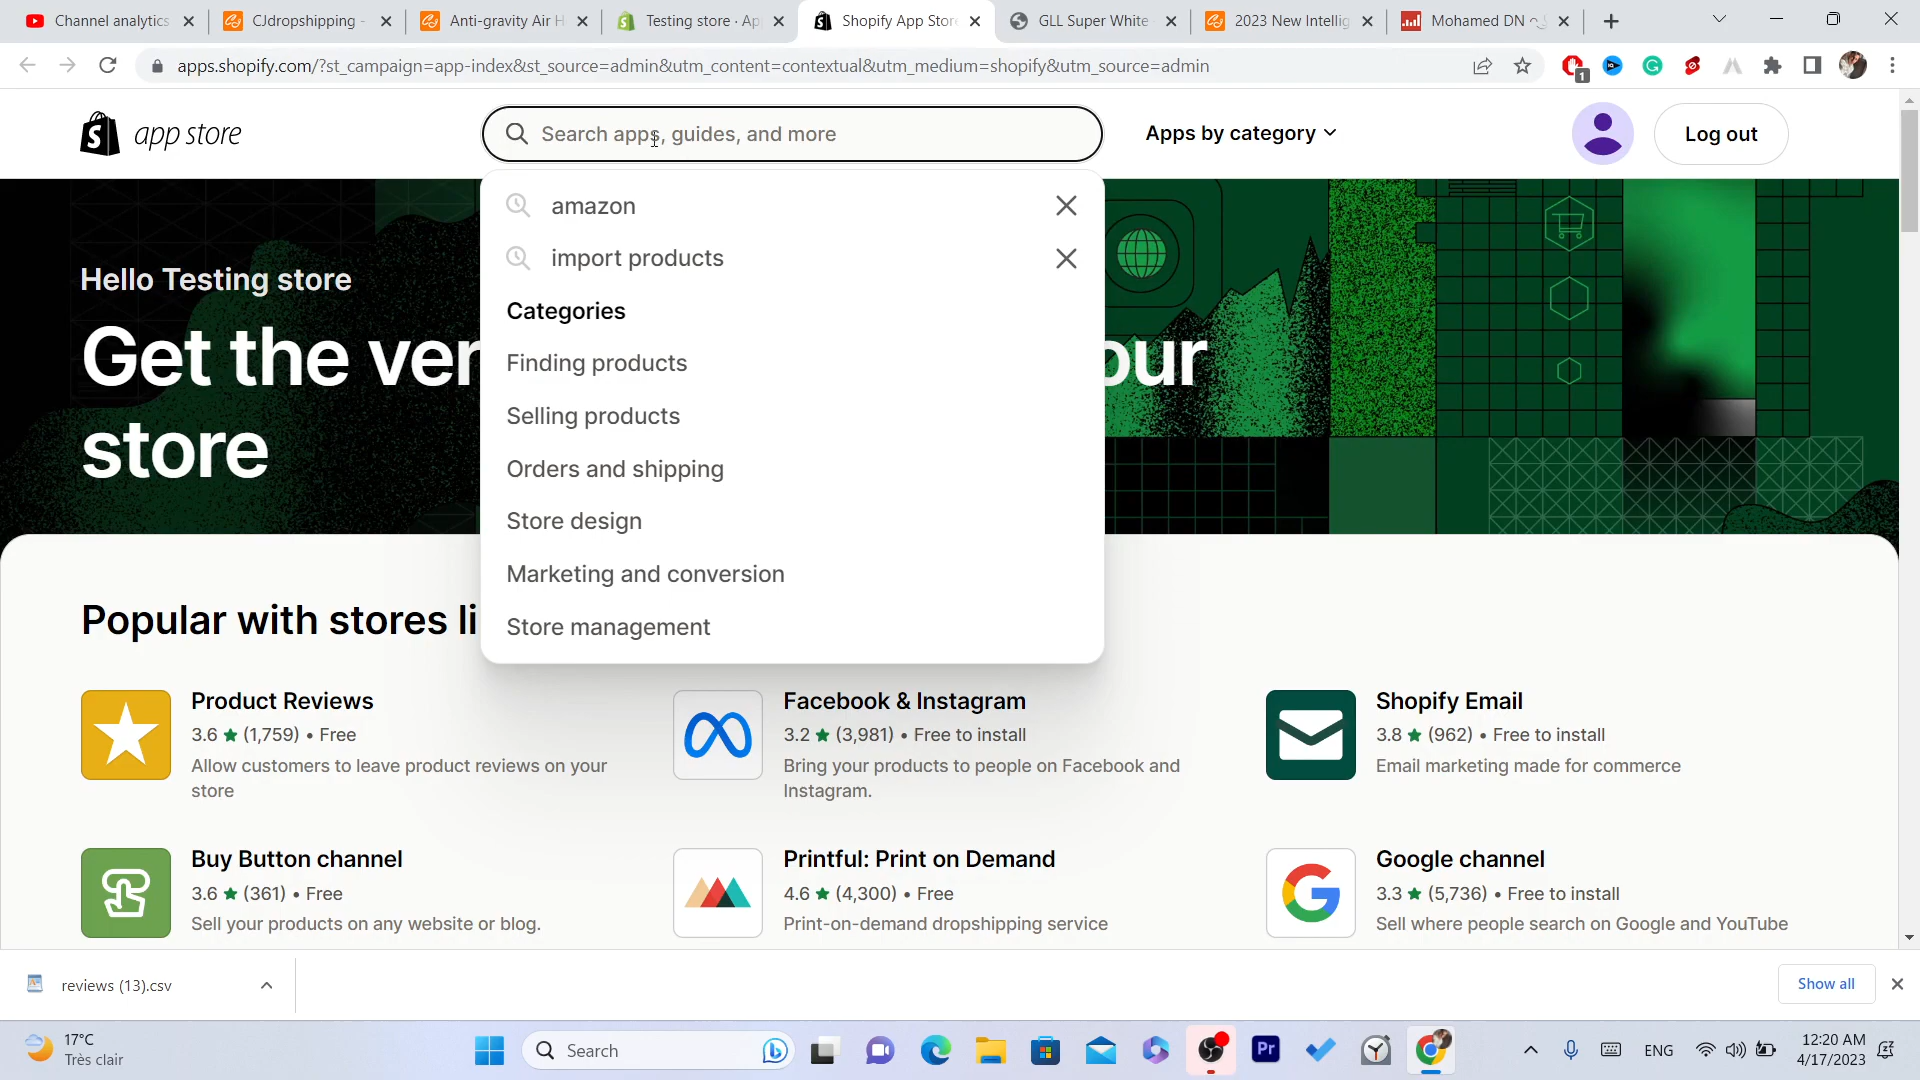 Channel analytics
CJdropshipping -
Anti-gravity Air H
Testing store · Ap
Shopify App Store
GLL Super White
2023 New Intellig
Mohamed DN
apps.shopify.com/?st_campaign=app-index&st_source=admin&utm_content=contextual&utm_medium=shopify&utm_source=admin
1
app store
Search apps, guides, and more
Apps by category
Log out
amazon
import products
Categories
Finding products
Selling products
Orders and shipping
Store design
Marketing and conversion
Store management
Hello Testing store
Get the ver our
store
Popular with stores li
Product Reviews
3.6 ★ (1,759) • Free
Allow customers to leave product reviews on your
store
Facebook & Instagram
3.2 ★ (3,981) • Free to install
Bring your products to people on Facebook and
Instagram.
Shopify Email
3.8 ★ (962) • Free to install
Email marketing made for commerce
Buy Button channel
3.6 ★ (361) • Free
Sell your products on any website or blog.
Printful: Print on Demand
4.6 ★ (4,300) • Free
Print-on-demand dropshipping service
Google channel
3.3 ★ (5,736) • Free to install
Sell where people search on Google and YouTube
reviews (13).csv
Show all
17°C
Très clair
Search
Pr
ENG
12:20 AM
4/17/2023